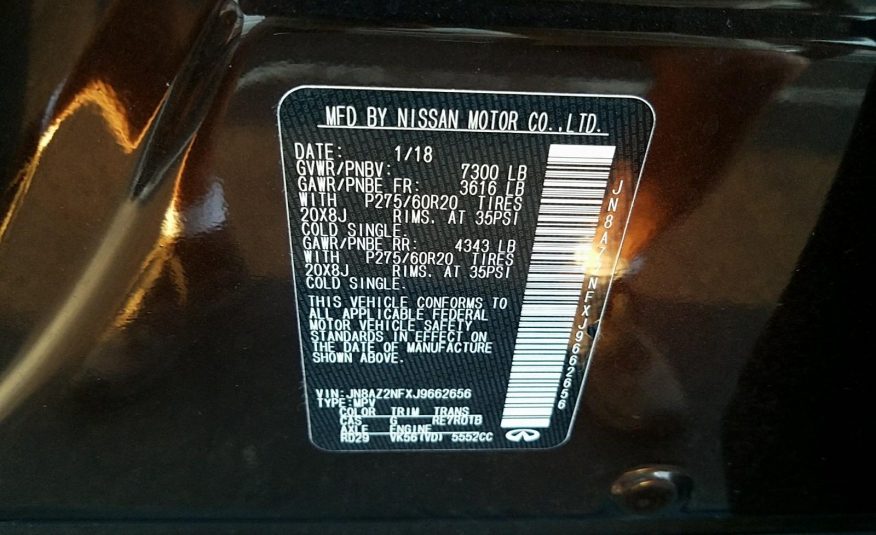 MFD BY NISSAN MOTOR CO.,LTD.
DATE: 1/18
GVWR/PNBV: 7300 LB
GAWR/PNBE FR: 3616 LB
WITH P275/60R20 TIRES
20X8J RIMS. AT 35PSI
COLD SINGLE.
GAWR/PNBE RR: 4343 LB
WITH P275/60R20 TIRES
20X8J RIMS. AT 35PSI
COLD SINGLE.
THIS VEHICLE CONFORMS TO
ALL APPLICABLE FEDERAL
MOTOR VEHICLE SAFETY
STANDARDS IN EFFECT ON
THE DATE OF MANUFACTURE
SHOWN ABOVE.
VIN:JN8AZ2NFXJ9662656
TYPE:MPV
COLOR TRIM TRANS
CAS G RE7R01B
AXLE ENGINE
RD29 VK56(VD) 5552CC